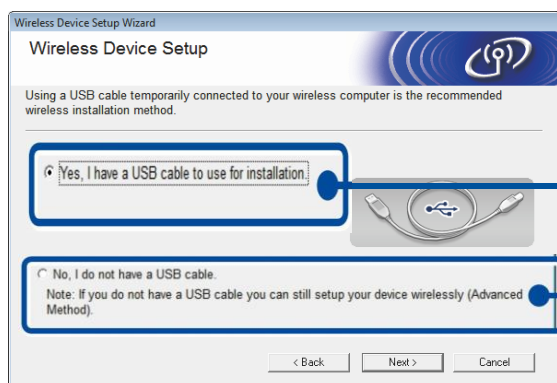 Wireless Device Setup Wizard
Wireless Device Setup
Using a USB cable temporarily connected to your wireless computer is the recommended
wireless installation method.
Yes, I have a USB cable to use for installation.
No, I do not have a USB cable.
Note: If you do not have a USB cable you can still setup your device wirelessly (Advanced
Method).
< Back
Next >
Cancel